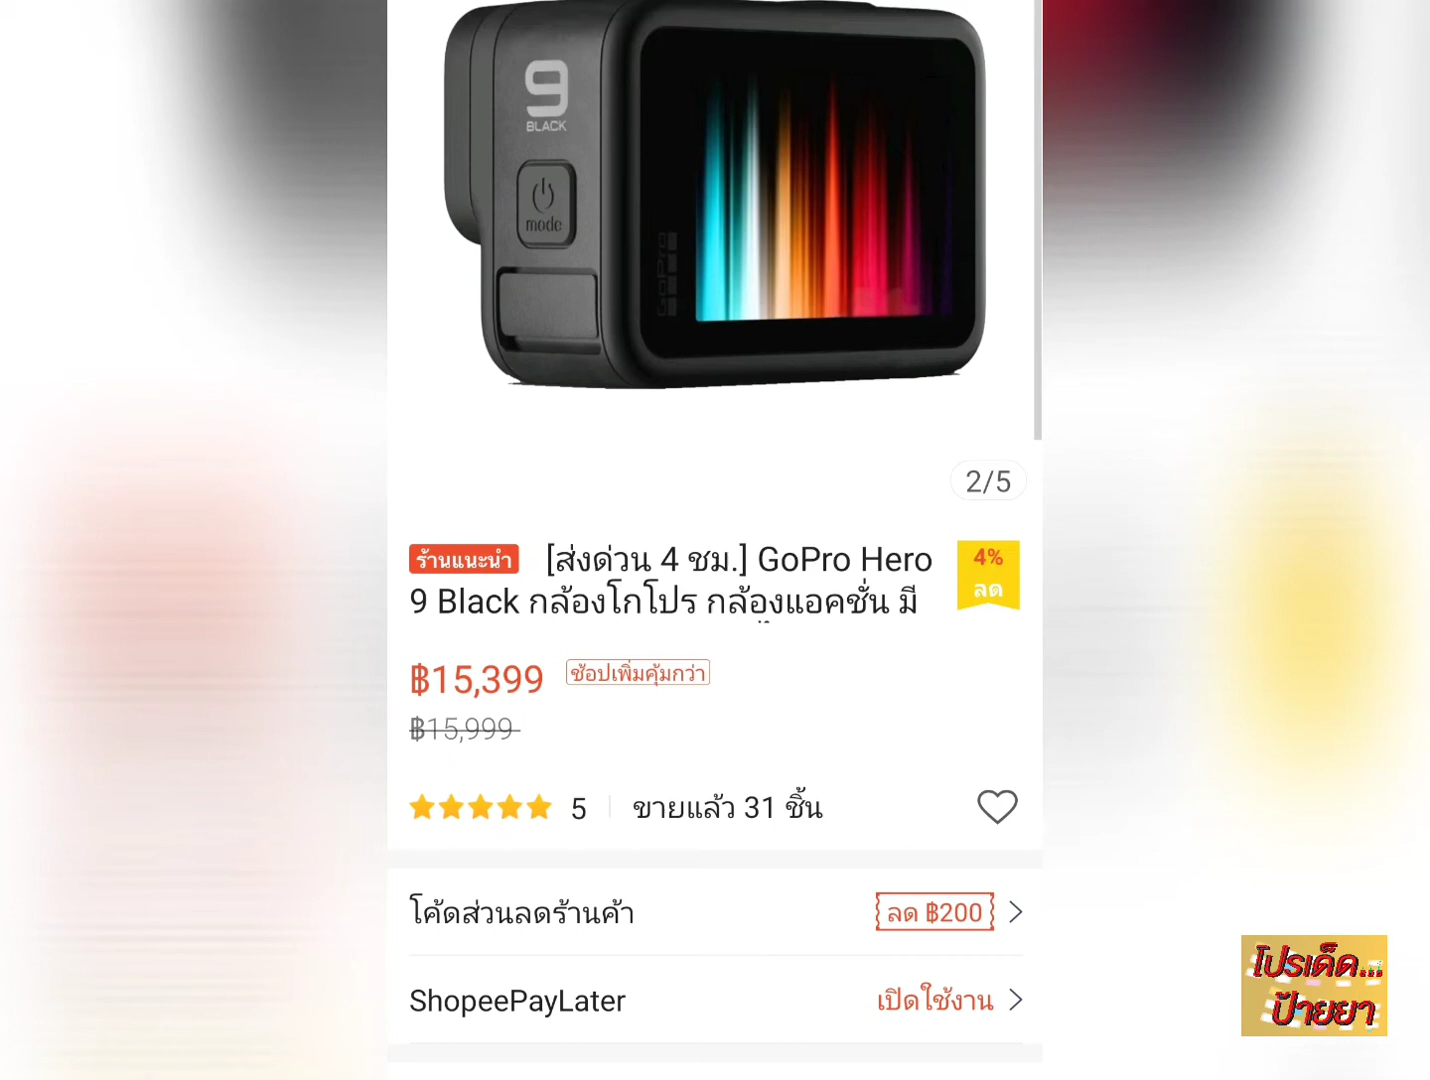 9
BLACK
mode
GoPro
2/5
ร้านแนะนำ [ส่งด่วน 4 ชม.] GoPro Hero
9 Black กล้องโกโปร กล้องแอคชั่น มี
4%
ลด
฿15,399 ช้อปเพิ่มคุ้มกว่า
฿15,999
5 ขายแล้ว 31 ชิ้น
โค้ดส่วนลดร้านค้า ลด ฿200
ShopeePayLater เปิดใช้งาน
โปรเด็ด...
ป้ายยา